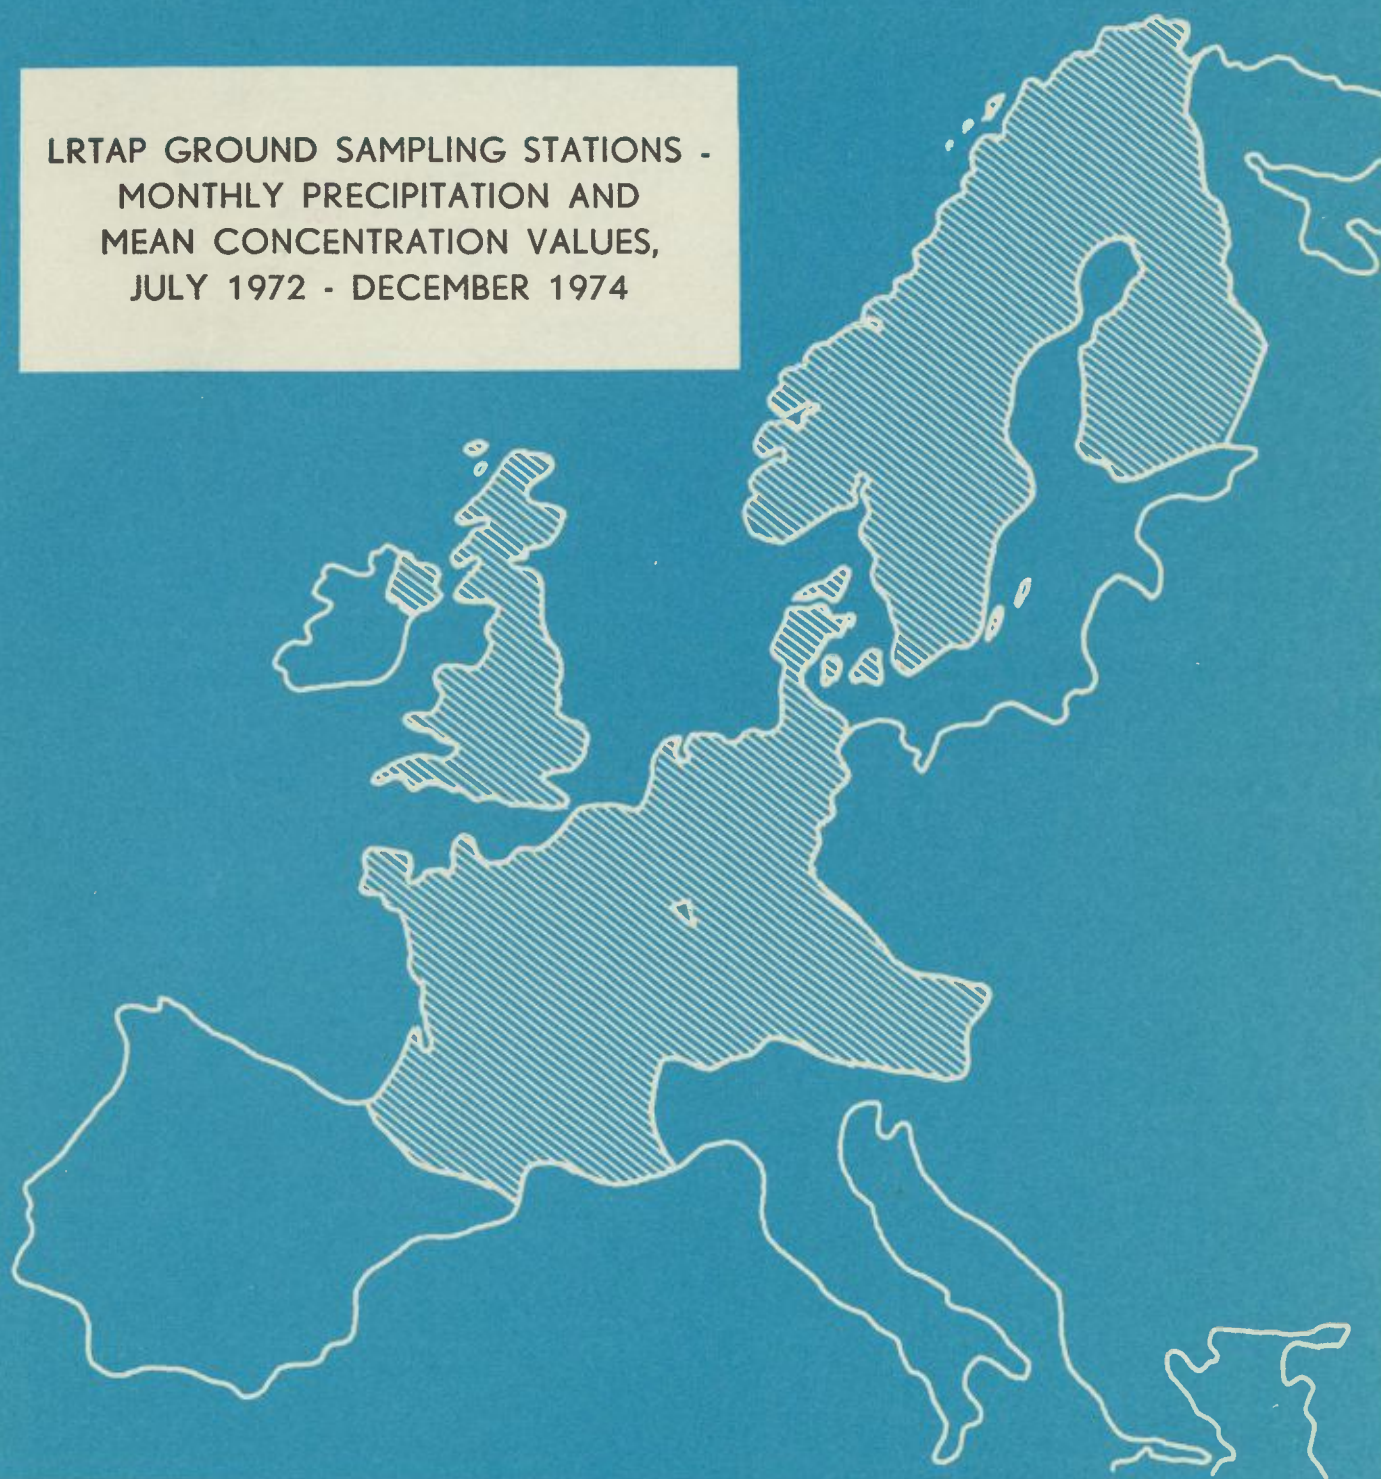 LRTAP GROUND SAMPLING STATIONS -
MONTHLY PRECIPITATION AND
MEAN CONCENTRATION VALUES,
JULY 1972 - DECEMBER 1974